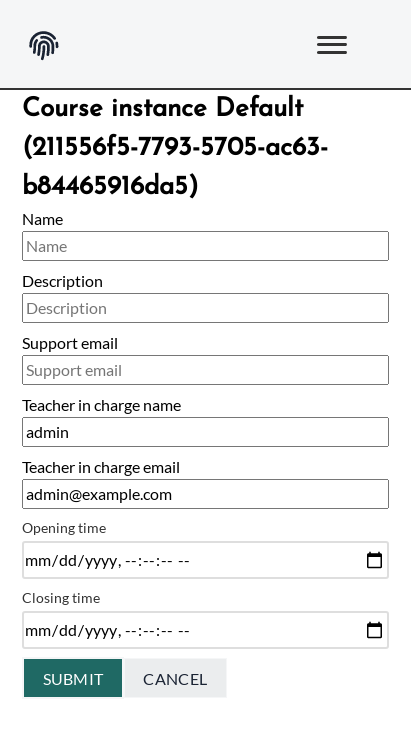 Course instance Default
(211556f5-7793-5705-ac63-
b84465916da5)
Name
Name
Description
Description
Support email
Support email
Teacher in charge name
admin
Teacher in charge email
admin@example.com
Opening time
mm/dd/yyyy, --:--:-- --
Closing time
mm/dd/yyyy, --:--:-- --
SUBMIT CANCEL